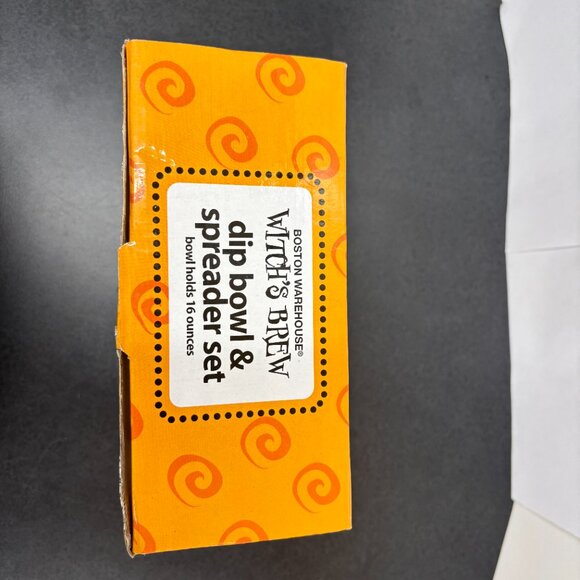 BOSTON WAREHOUSE®
WITCH'S BREW
dip bowl &
spreader set
bowl holds 16 ounces